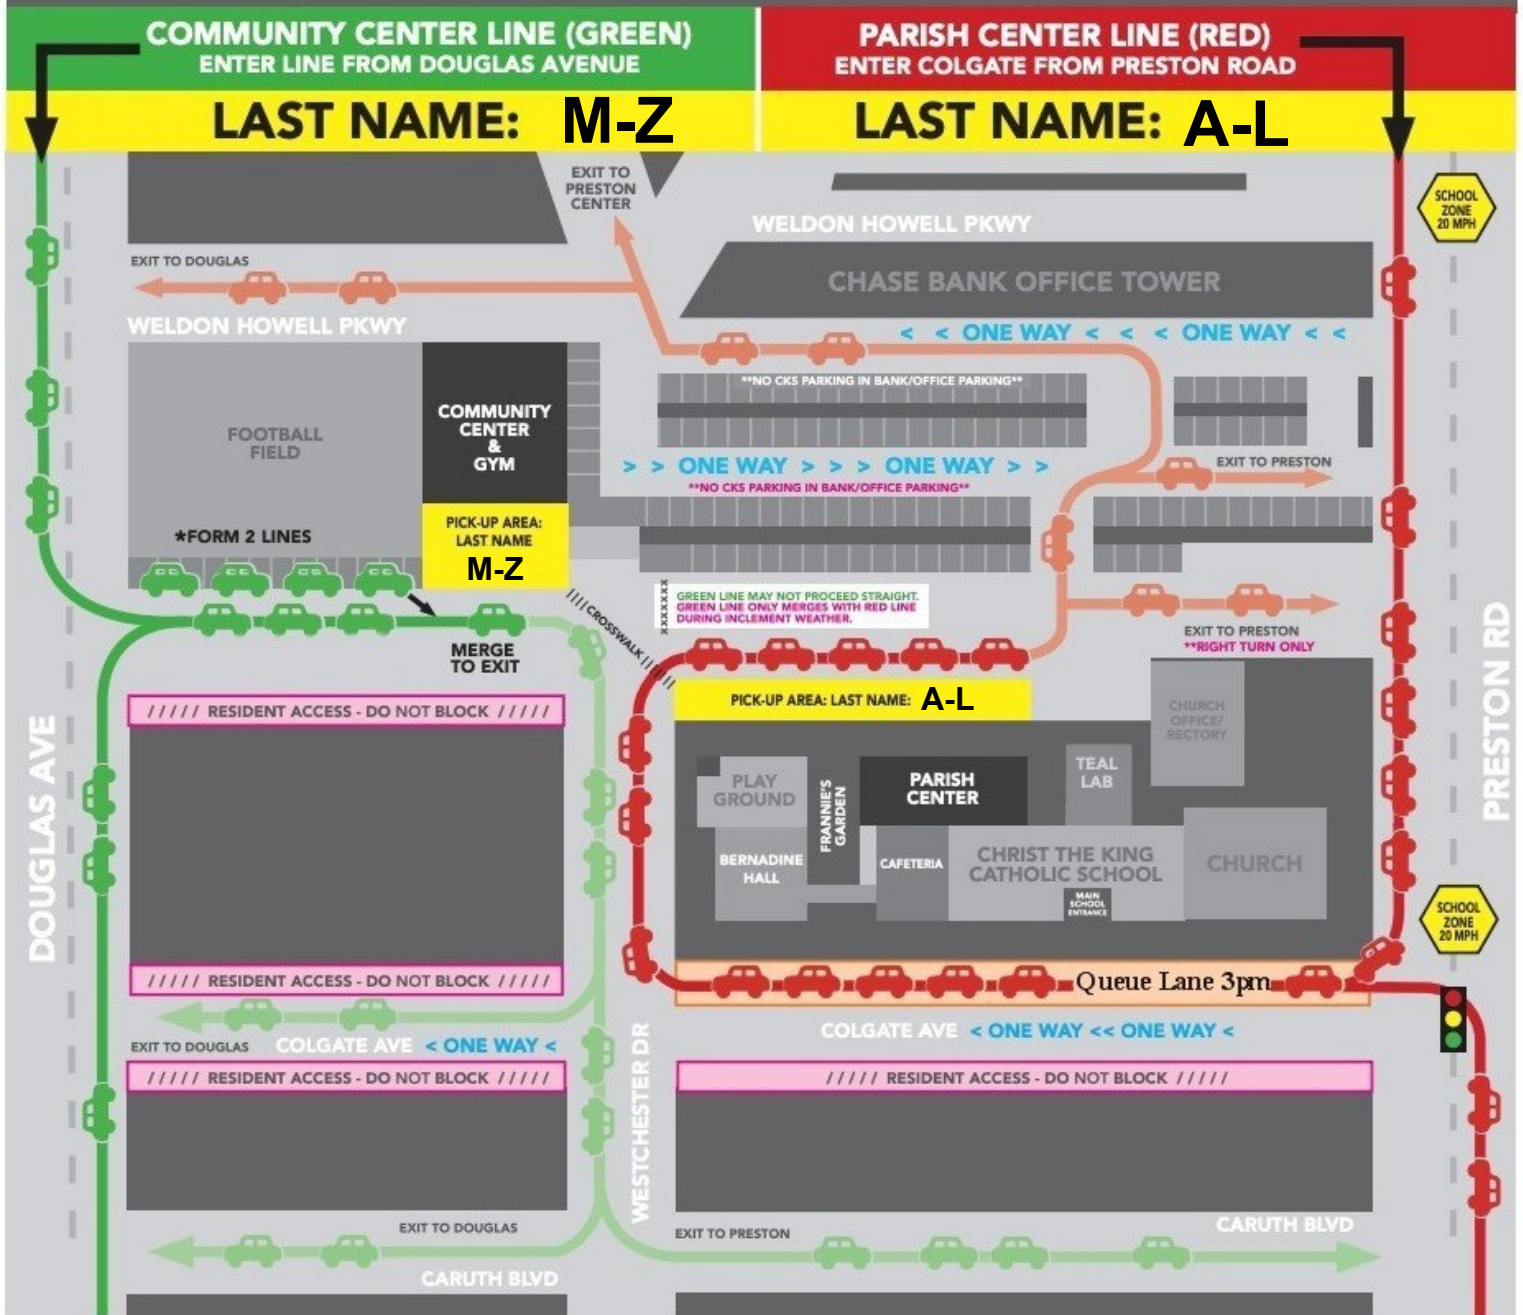 COMMUNITY CENTER LINE (GREEN)
ENTER LINE FROM DOUGLAS AVENUE
PARISH CENTER LINE (RED)
ENTER COLGATE FROM PRESTON ROAD
LAST NAME: M-Z
LAST NAME: A-L
EXIT TO
PRESTON
CENTER
SCHOOL
ZONE
20 MPH
WELDON HOWELL PKWY
EXIT TO DOUGLAS
CHASE BANK OFFICE TOWER
WELDON HOWELL PKWY
< < ONE WAY < < < ONE WAY < <
**NO CKS PARKING IN BANK/OFFICE PARKING**
COMMUNITY
CENTER
&
GYM
FOOTBALL
FIELD
> > ONE WAY > > > ONE WAY > >
**NO CKS PARKING IN BANK/OFFICE PARKING**
EXIT TO PRESTON
*FORM 2 LINES
PICK-UP AREA:
LAST NAME
M-Z
XXXXXXX
GREEN LINE MAY NOT PROCEED STRAIGHT.
GREEN LINE ONLY MERGES WITH RED LINE
DURING INCLEMENT WEATHER.
CROSSWALK
MERGE
TO EXIT
EXIT TO PRESTON
**RIGHT TURN ONLY
PRESTON RD
PICK-UP AREA: LAST NAME: A-L
///// RESIDENT ACCESS - DO NOT BLOCK /////
DOUGLAS AVE
CHURCH
OFFICE/
RECTORY
PLAY
GROUND
FRANNIE'S
GARDEN
PARISH
CENTER
TEAL
LAB
BERNADINE
HALL
CAFETERIA
CHRIST THE KING
CATHOLIC SCHOOL
MAIN
SCHOOL
ENTRANCE
CHURCH
SCHOOL
ZONE
20 MPH
///// RESIDENT ACCESS - DO NOT BLOCK /////
Queue Lane 3pm
EXIT TO DOUGLAS
COLGATE AVE < ONE WAY <
COLGATE AVE < ONE WAY << ONE WAY <
///// RESIDENT ACCESS - DO NOT BLOCK /////
///// RESIDENT ACCESS - DO NOT BLOCK /////
WESTCHESTER DR
EXIT TO DOUGLAS
EXIT TO PRESTON
CARUTH BLVD
CARUTH BLVD